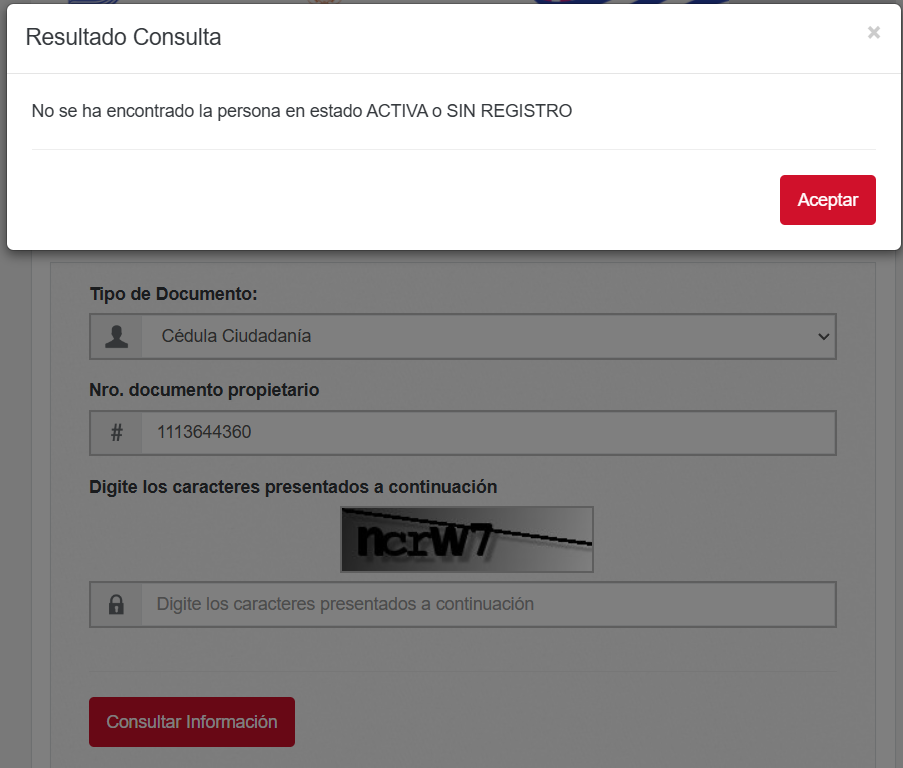 Resultado Consulta
×
No se ha encontrado la persona en estado ACTIVA o SIN REGISTRO
Aceptar
Tipo de Documento:
Cédula Ciudadanía
Nro. documento propietario
# 1113644360
Digite los caracteres presentados a continuación
ncrW7
Digite los caracteres presentados a continuación
Consultar Información